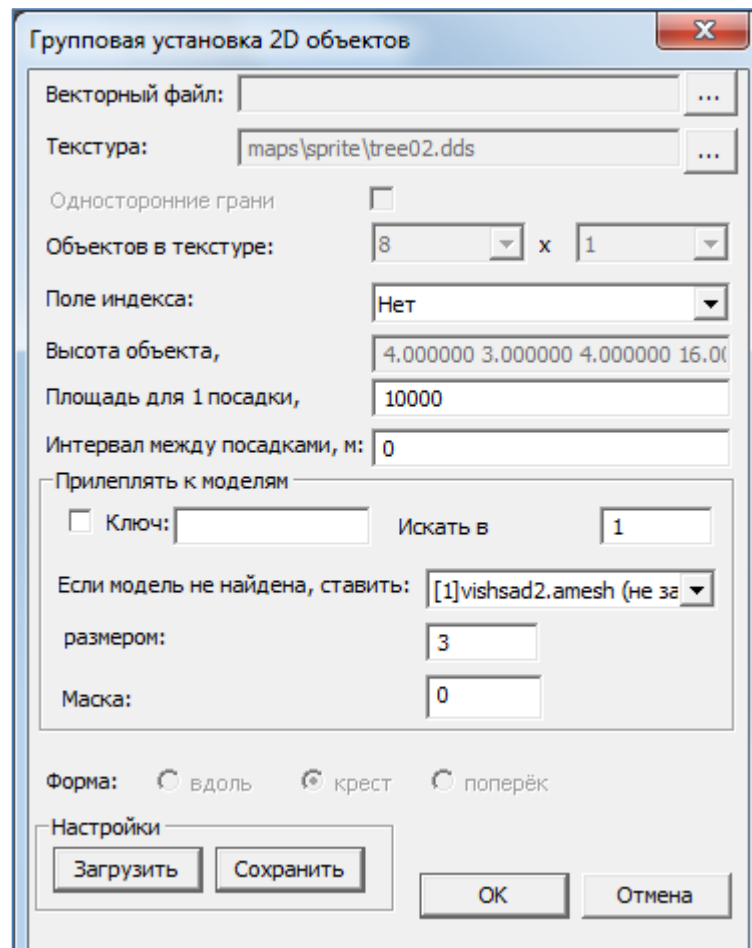 Групповая установка 2D объектов
Векторный файл: ...
Текстура: maps\sprite\tree02.dds ...
Односторонние грани
Объектов в текстуре: 8 x 1
Поле индекса: Нет
Высота объекта, 4.000000 3.000000 4.000000 16.00
Площадь для 1 посадки, 10000
Интервал между посадками, м: 0
Прилеплять к моделям
Ключ: Искать в 1
Если модель не найдена, ставить: [1]vishsad2.amesh (не за
размером: 3
Маска: 0
Форма: вдоль крест поперёк
Настройки
Загрузить Сохранить
OK Отмена